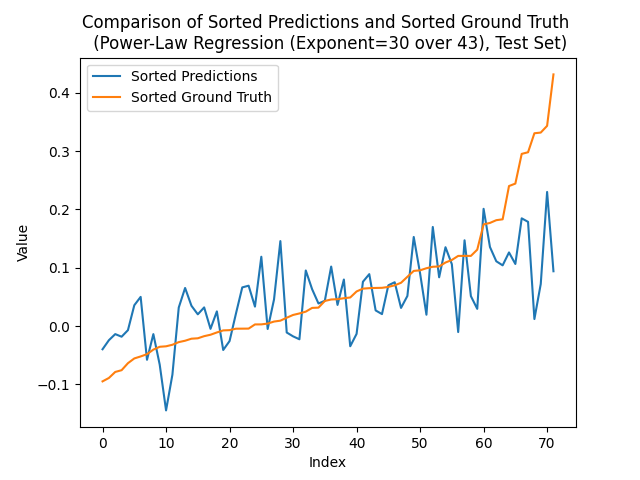 Comparison of Sorted Predictions and Sorted Ground Truth
(Power-Law Regression (Exponent=30 over 43), Test Set)
Sorted Predictions
Sorted Ground Truth
0.4
0.3
0.2
0.1
0.0
−0.1
Value
0 10 20 30 40 50 60 70
Index